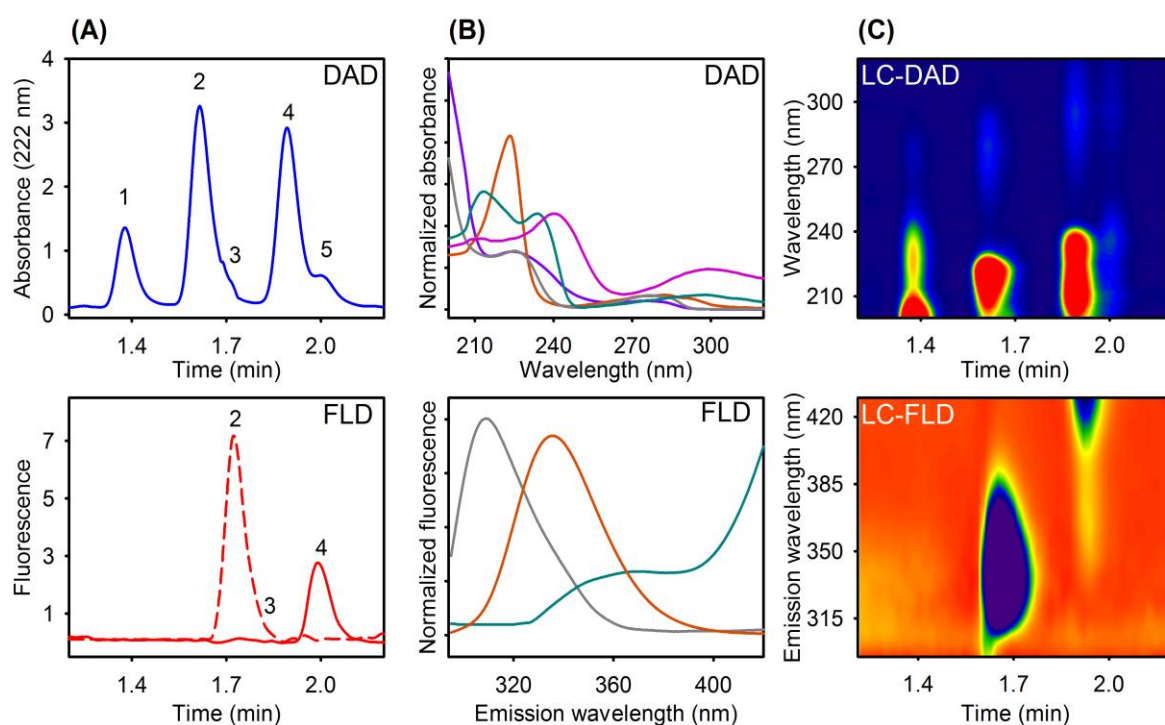 (A)
(B)
(C)
DAD
Absorbance (222 nm)
4
3
2
1
0
1
2
3
4
5
1.4
1.7
2.0
Time (min)
DAD
Normalized absorbance
210
240
270
300
Wavelength (nm)
LC-DAD
Wavelength (nm)
300
270
240
210
1.4
1.7
2.0
Time (min)
FLD
Fluorescence
7
5
3
1
2
3
4
1.4
1.7
2.0
Time (min)
FLD
Normalized fluorescence
320
360
400
Emission wavelength (nm)
LC-FLD
Emission wavelength (nm)
420
385
350
315
1.4
1.7
2.0
Time (min)